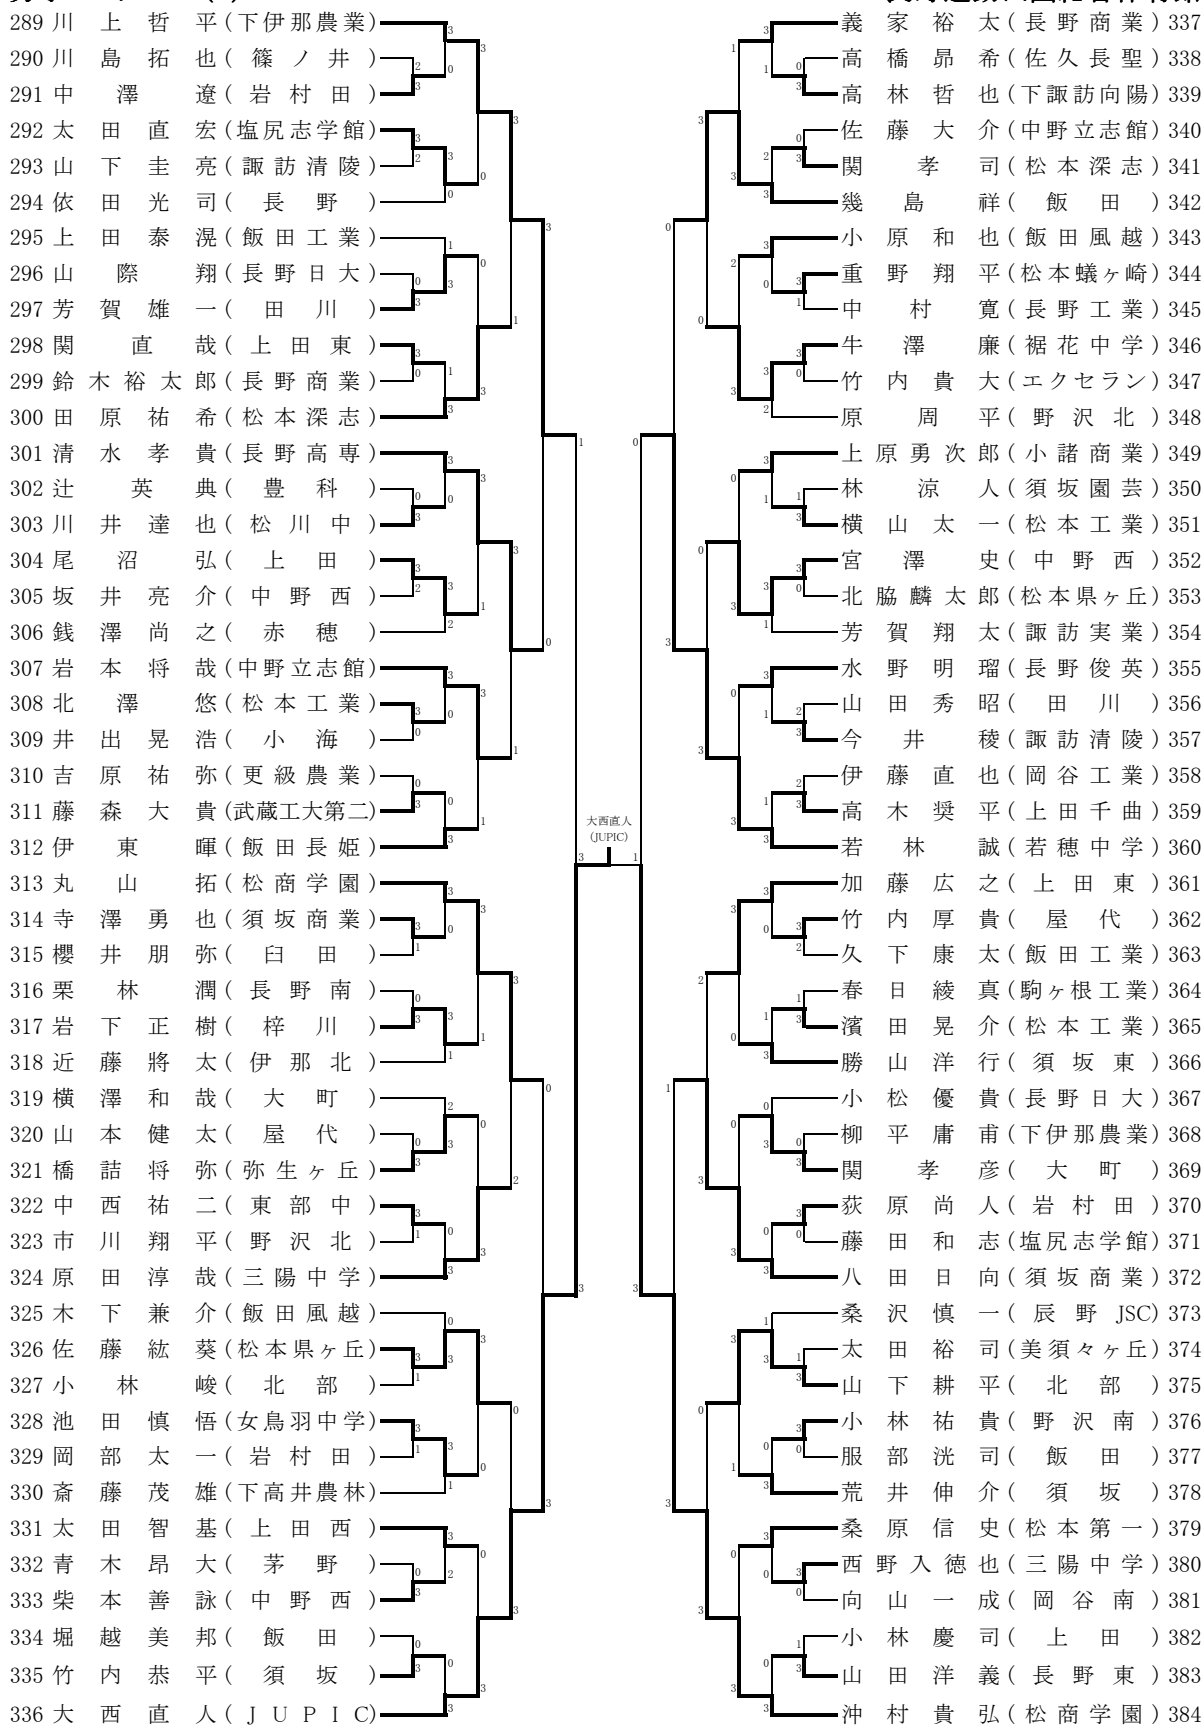 289 川上哲平 (下伊那農業)
290 川島拓也 (篠ノ井)
291 中澤遼 (岩村田)
292 太田直宏 (塩尻志学館)
293 山下圭亮 (諏訪清陵)
294 依田光司 (長野)
295 上田泰滉 (飯田工業)
296 山際翔 (長野日大)
297 芳賀雄一 (田川)
298 関直哉 (上田東)
299 鈴木裕太郎 (長野商業)
300 田原祐希 (松本深志)
301 清水孝貴 (長野高専)
302 辻英典 (豊科)
303 川井達也 (松川中)
304 尾沼弘 (上田)
305 坂井亮介 (中野西)
306 銭澤尚之 (赤穂)
307 岩本将哉 (中野立志館)
308 北澤悠 (松本工業)
309 井出晃浩 (小海)
310 吉原祐弥 (更級農業)
311 藤森大貴 (武蔵工大第二)
312 伊東暉 (飯田長姫)
313 丸山拓 (松商学園)
314 寺澤勇也 (須坂商業)
315 櫻井朋弥 (臼田)
316 栗林潤 (長野南)
317 岩下正樹 (梓川)
318 近藤將太 (伊那北)
319 横澤和哉 (大町)
320 山本健太 (屋代)
321 橋詰将弥 (弥生ヶ丘)
322 中西祐二 (東部中)
323 市川翔平 (野沢北)
324 原田淳哉 (三陽中学)
325 木下兼介 (飯田風越)
326 佐藤紘葵 (松本県ヶ丘)
327 小林峻 (北部)
328 池田慎悟 (女鳥羽中学)
329 岡部太一 (岩村田)
330 斎藤茂雄 (下高井農林)
331 太田智基 (上田西)
332 青木昂大 (茅野)
333 柴本善詠 (中野西)
334 堀越美邦 (飯田)
335 竹内恭平 (須坂)
336 大西直人 (JUPIC)
大西直人
(JUPIC)
義家裕太 (長野商業) 337
高橋昴希 (佐久長聖) 338
高林哲也 (下諏訪向陽) 339
佐藤大介 (中野立志館) 340
関孝司 (松本深志) 341
幾島祥 (飯田) 342
小原和也 (飯田風越) 343
重野翔平 (松本蟻ヶ崎) 344
中村寛 (長野工業) 345
牛澤廉 (裾花中学) 346
竹内貴大 (エクセラン) 347
原周平 (野沢北) 348
上原勇次郎 (小諸商業) 349
林涼人 (須坂園芸) 350
横山太一 (松本工業) 351
宮澤史 (中野西) 352
北脇麟太郎 (松本県ヶ丘) 353
芳賀翔太 (諏訪実業) 354
水野明瑠 (長野俊英) 355
山田秀昭 (田川) 356
今井稜 (諏訪清陵) 357
伊藤直也 (岡谷工業) 358
高木奨平 (上田千曲) 359
若林誠 (若穂中学) 360
加藤広之 (上田東) 361
竹内厚貴 (屋代) 362
久下康太 (飯田工業) 363
春日綾真 (駒ヶ根工業) 364
濱田晃介 (松本工業) 365
勝山洋行 (須坂東) 366
小松優貴 (長野日大) 367
柳平庸甫 (下伊那農業) 368
関孝彦 (大町) 369
荻原尚人 (岩村田) 370
藤田和志 (塩尻志学館) 371
八田日向 (須坂商業) 372
桑沢慎一 (辰野 JSC) 373
太田裕司 (美須々ヶ丘) 374
山下耕平 (北部) 375
小林祐貴 (野沢南) 376
服部洸司 (飯田) 377
荒井伸介 (須坂) 378
桑原信史 (松本第一) 379
西野入徳也 (三陽中学) 380
向山一成 (岡谷南) 381
小林慶司 (上田) 382
山田洋義 (長野東) 383
沖村貴弘 (松商学園) 384